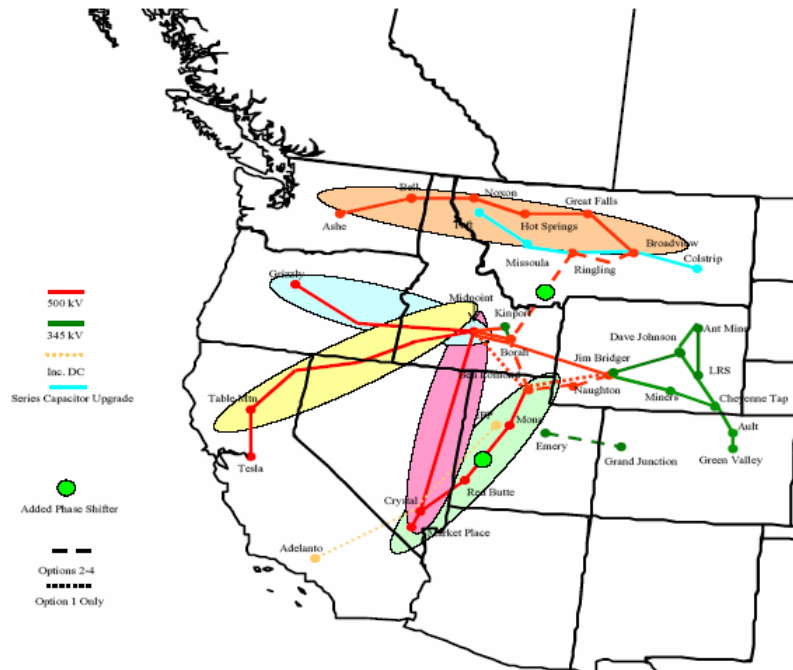 Bell
Noxon
Great Falls
Ashe
Taft
Hot Springs
Broadview
Missoula
Ringling
Colstrip
Grizzly
Midpoint
Kinport
500 kV
Borah
Dave Johnson
Ant Mine
345 kV
Jim Bridger
Ben Lomond
LRS
Inc. DC
Naughton
Miners
Cheyenne Tap
Series Capacitor Upgrade
Table Mtn
IPP
Mona
Ault
Emery
Grand Junction
Green Valley
Tesla
Red Butte
Crystal
Added Phase Shifter
Market Place
Adelanto
Options 2-4
Option 1 Only